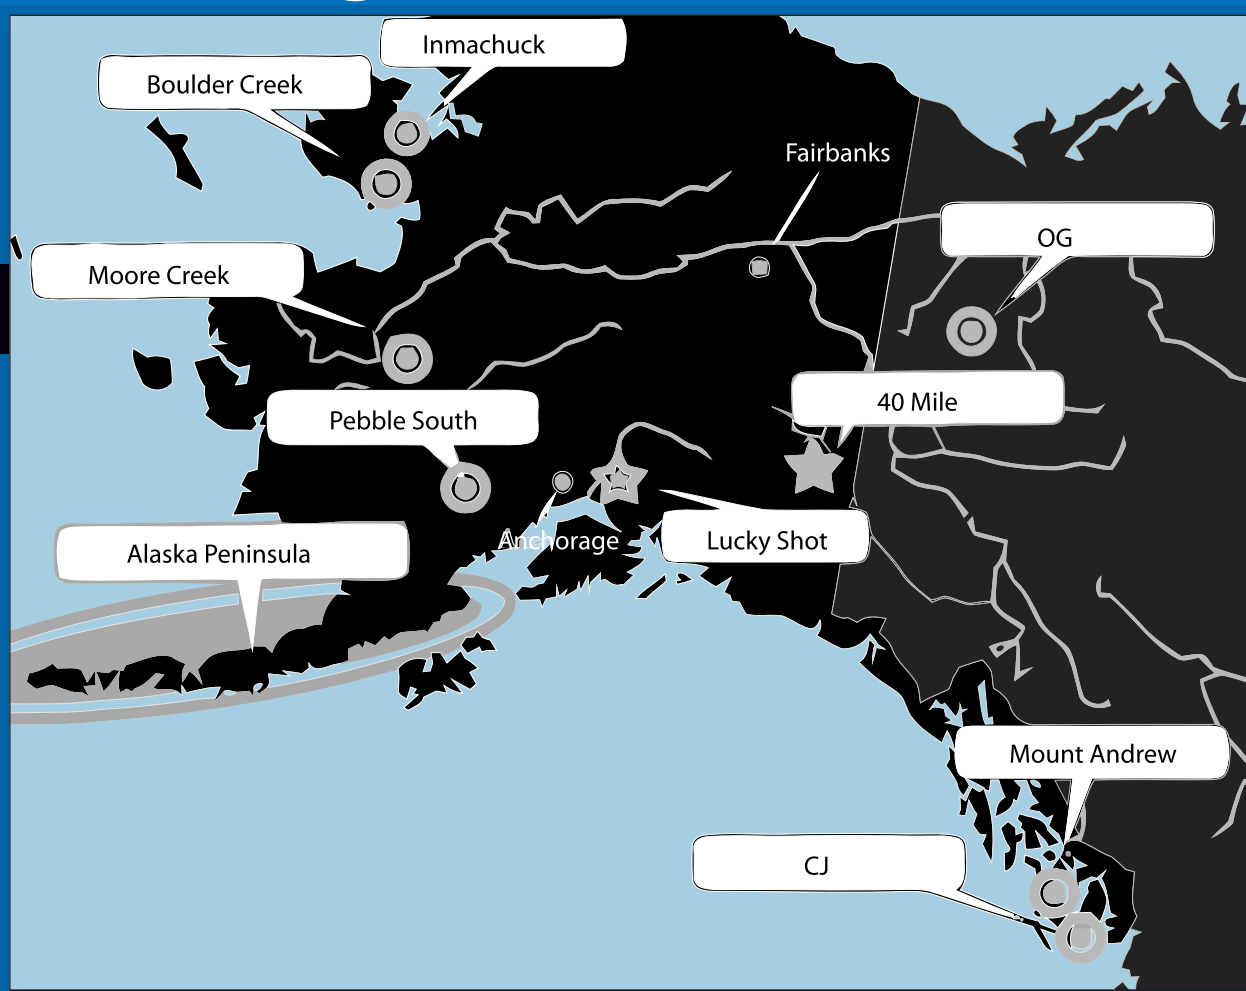 Inmachuck
Boulder Creek
Fairbanks
OG
Moore Creek
40 Mile
Pebble South
Anchorage
Lucky Shot
Alaska Peninsula
Mount Andrew
CJ